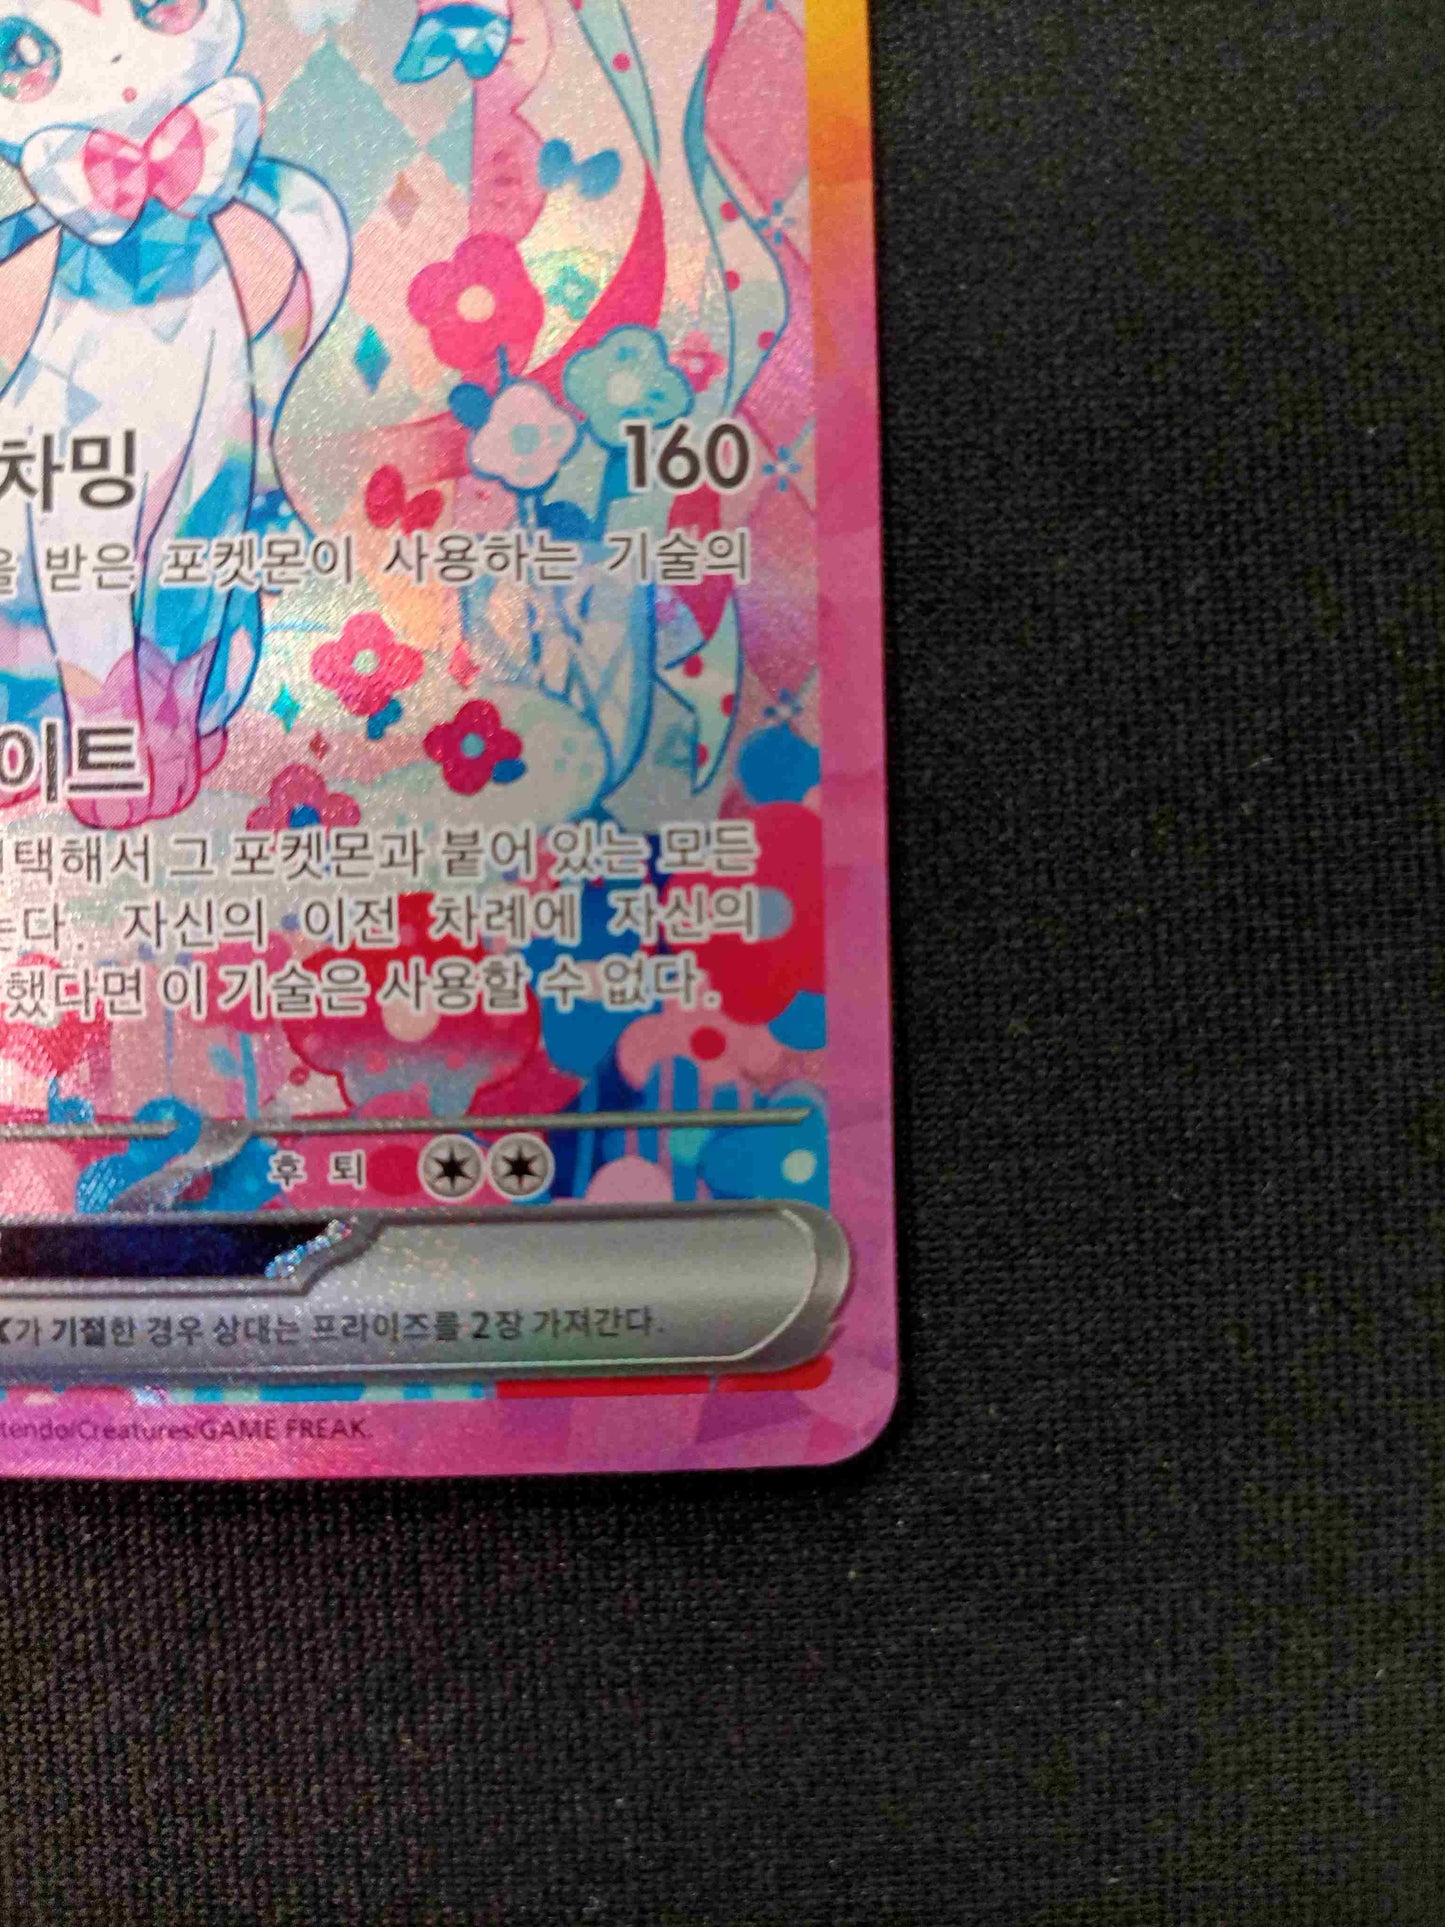 차밍 160
을 받은 포켓몬이 사용하는 기술의
이트
택해서 그 포켓몬과 붙어 있는 모든
는다. 자신의 이전 차례에 자신의
했다면 이 기술은 사용할 수 없다.
후퇴
가 기절한 경우 상대는 프라이즈를 2장 가져간다.
tendo/Creatures/GAME FREAK.